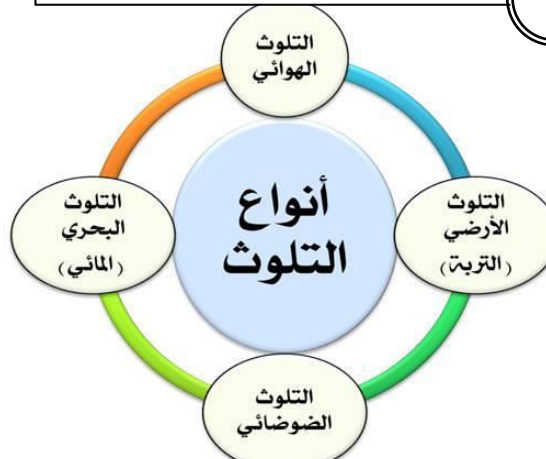 التلوث
الهوائي
أنواع
التلوث
التلوث
الأرضي
(التربة)
التلوث
البحري
(المائي)
التلوث
الضوضائي